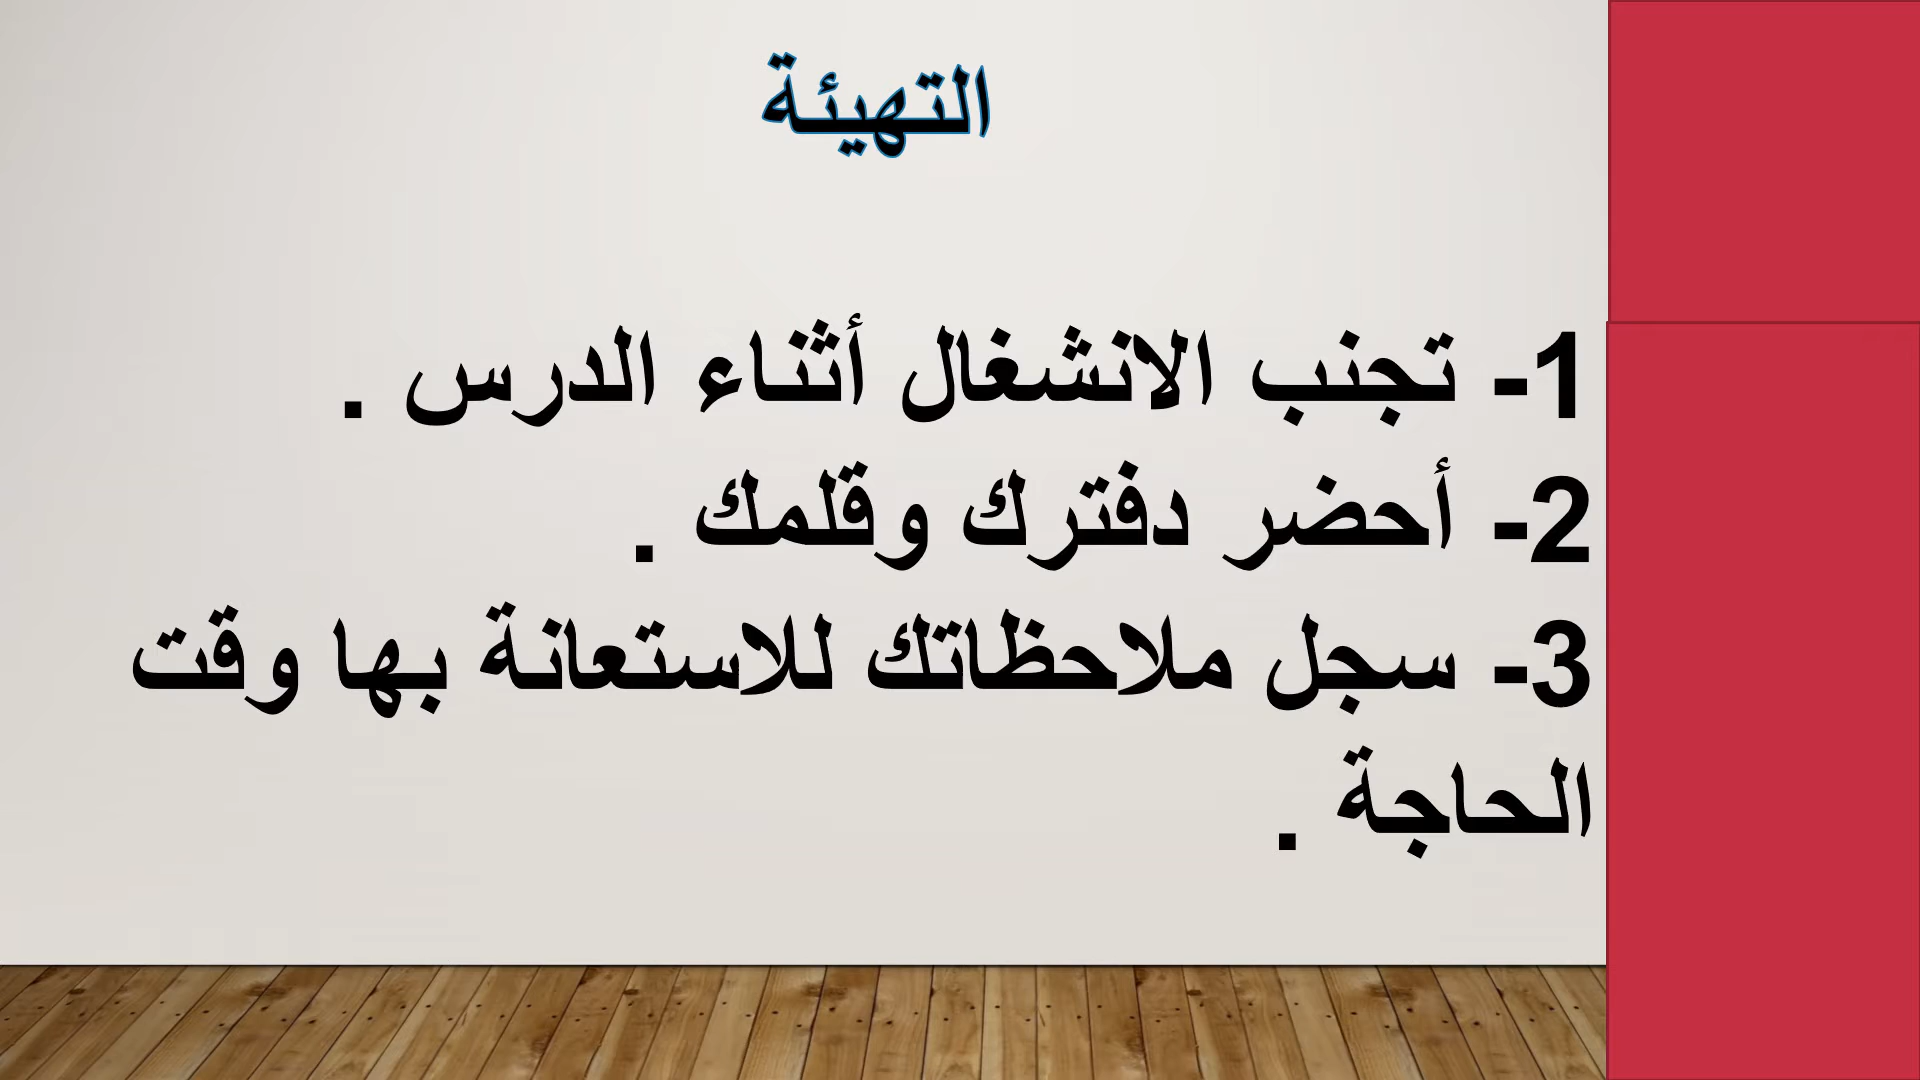 التهيئة
1- تجنب الانشغال أثناء الدرس .
2- أحضر دفترك وقلمك .
3- سجل ملاحظاتك للاستعانة بها وقت
الحاجة .